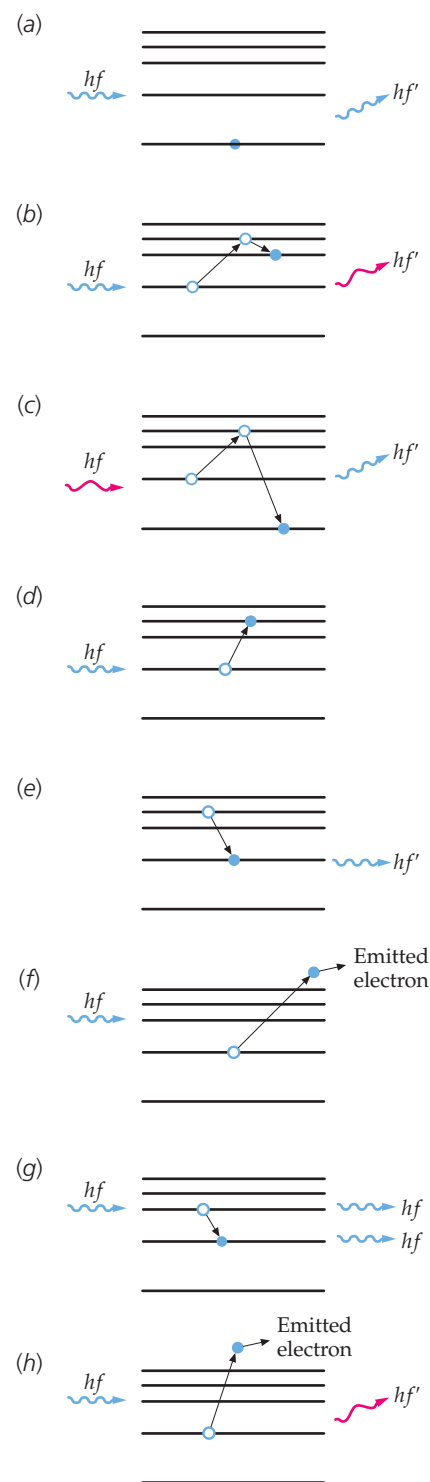 (a)
hf
hf′
(b)
hf
hf′
(c)
hf
hf′
(d)
hf
(e)
hf′
(f)
hf
Emitted
electron
(g)
hf
hf
hf
(h)
hf
Emitted
electron
hf′